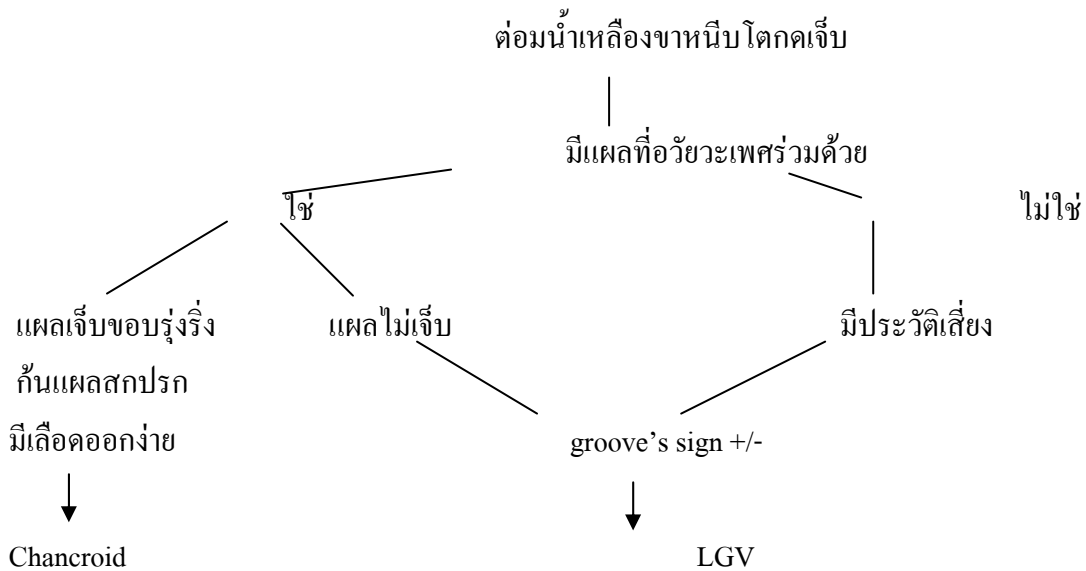 ต่อมน้ำเหลืองขาหนีบโตกดเจ็บ
มีแผลที่อวัยวะเพศร่วมด้วย
ใช่ ไม่ใช่
แผลเจ็บขอบรุ่งริ่ง แผลไม่เจ็บ มีประวัติเสี่ยง
ก้นแผลสกปรก
มีเลือดออกง่าย groove’s sign +/-
Chancroid LGV